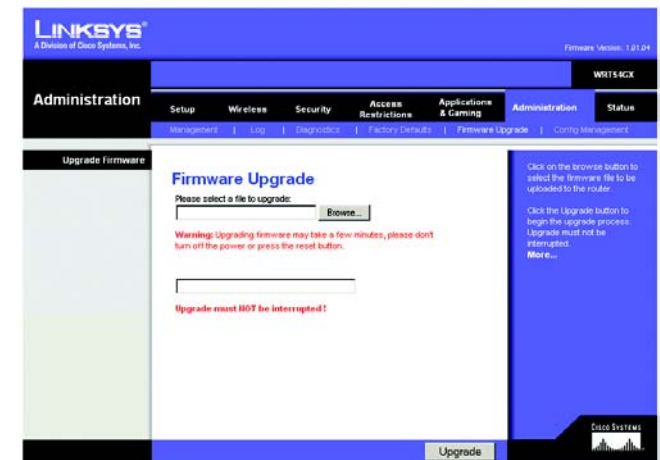 LINKSYS®
A Division of Cisco Systems, Inc.
Firmware Version: 1.01.04
WRT54GX
Administration
Setup
Wireless
Security
Access Restrictions
Applications & Gaming
Administration
Status
Management | Log | Diagnostics | Factory Defaults | Firmware Upgrade | Config Management
Upgrade Firmware
Firmware Upgrade
Please select a file to upgrade:
Browse...
Warning: Upgrading firmware may take a few minutes, please don't
turn off the power or press the reset button.
Upgrade must NOT be interrupted !
Click on the browse button to
select the firmware file to be
uploaded to the router.
Click the Upgrade button to
begin the upgrade process.
Upgrade must not be
interrupted.
More...
Upgrade
CISCO SYSTEMS